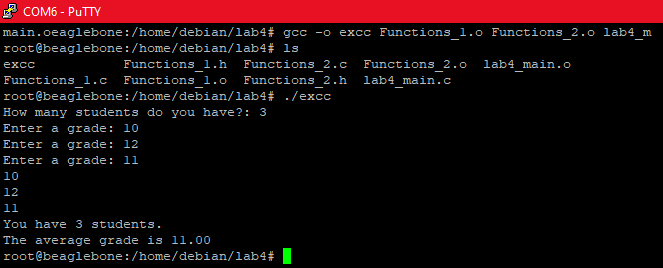 COM6 - PuTTY
main.oeaglebone:/home/debian/lab4# gcc -o excc Functions_1.o Functions_2.o lab4_m
root@beaglebone:/home/debian/lab4# ls
excc Functions_1.h Functions_2.c Functions_2.o lab4_main.o
Functions_1.c Functions_1.o Functions_2.h lab4_main.c
root@beaglebone:/home/debian/lab4# ./excc
How many students do you have?: 3
Enter a grade: 10
Enter a grade: 12
Enter a grade: 11
10
12
11
You have 3 students.
The average grade is 11.00
root@beaglebone:/home/debian/lab4#